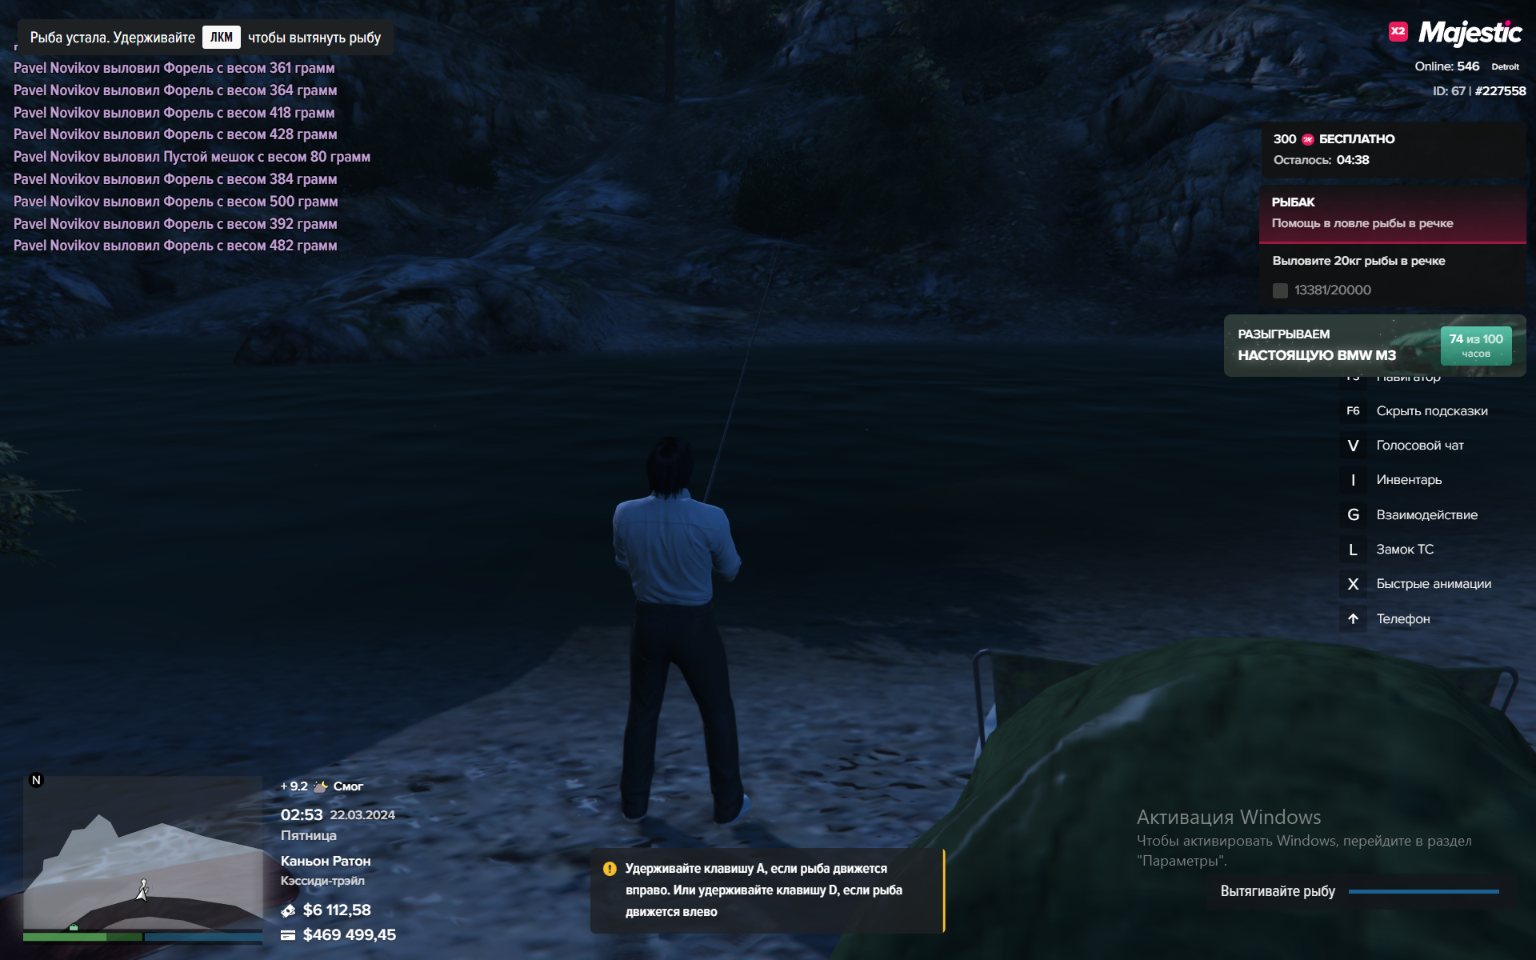 Рыба устала. Удерживайте ЛКМ чтобы вытянуть рыбу
Pavel Novikov выловил Форель с весом 361 грамм
Pavel Novikov выловил Форель с весом 364 грамм
Pavel Novikov выловил Форель с весом 418 грамм
Pavel Novikov выловил Форель с весом 428 грамм
Pavel Novikov выловил Пустой мешок с весом 80 грамм
Pavel Novikov выловил Форель с весом 384 грамм
Pavel Novikov выловил Форель с весом 500 грамм
Pavel Novikov выловил Форель с весом 392 грамм
Pavel Novikov выловил Форель с весом 482 грамм
X2 Majestic
Online: 546 Detroit
ID: 67 | #227558
300 БЕСПЛАТНО
Осталось: 04:38
РЫБАК
Помощь в ловле рыбы в речке
Выловите 20кг рыбы в речке
13381/20000
РАЗЫГРЫВАЕМ
НАСТОЯЩУЮ BMW M3
74 из 100
часов
Навигатор
F6 Скрыть подсказки
V Голосовой чат
I Инвентарь
G Взаимодействие
L Замок ТС
X Быстрые анимации
↑ Телефон
N
+ 9.2 Смог
02:53 22.03.2024
Пятница
Каньон Ратон
Кэссиди-трэйл
$6 112,58
$469 499,45
Удерживайте клавишу A, если рыба движется
вправо. Или удерживайте клавишу D, если рыба
движется влево
Активация Windows
Чтобы активировать Windows, перейдите в раздел
"Параметры".
Вытягивайте рыбу